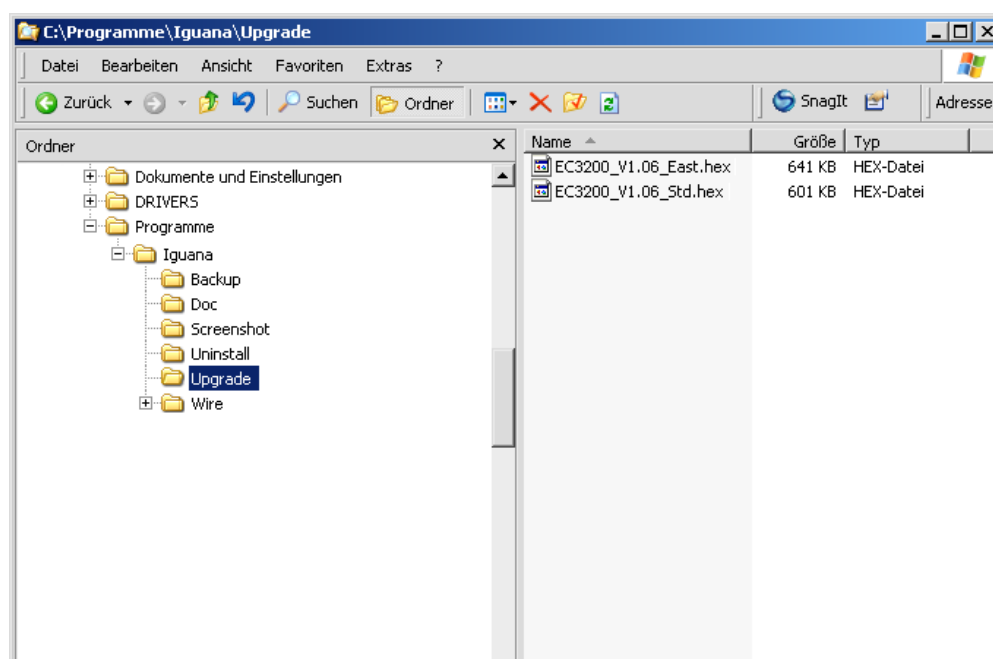 C:\Programme\Iguana\Upgrade
Datei Bearbeiten Ansicht Favoriten Extras ?
Zurück Suchen Ordner SnagIt Adresse
Ordner
Dokumente und Einstellungen
DRIVERS
Programme
Iguana
Backup
Doc
Screenshot
Uninstall
Upgrade
Wire
Name Größe Typ
EC3200_V1.06_East.hex 641 KB HEX-Datei
EC3200_V1.06_Std.hex 601 KB HEX-Datei